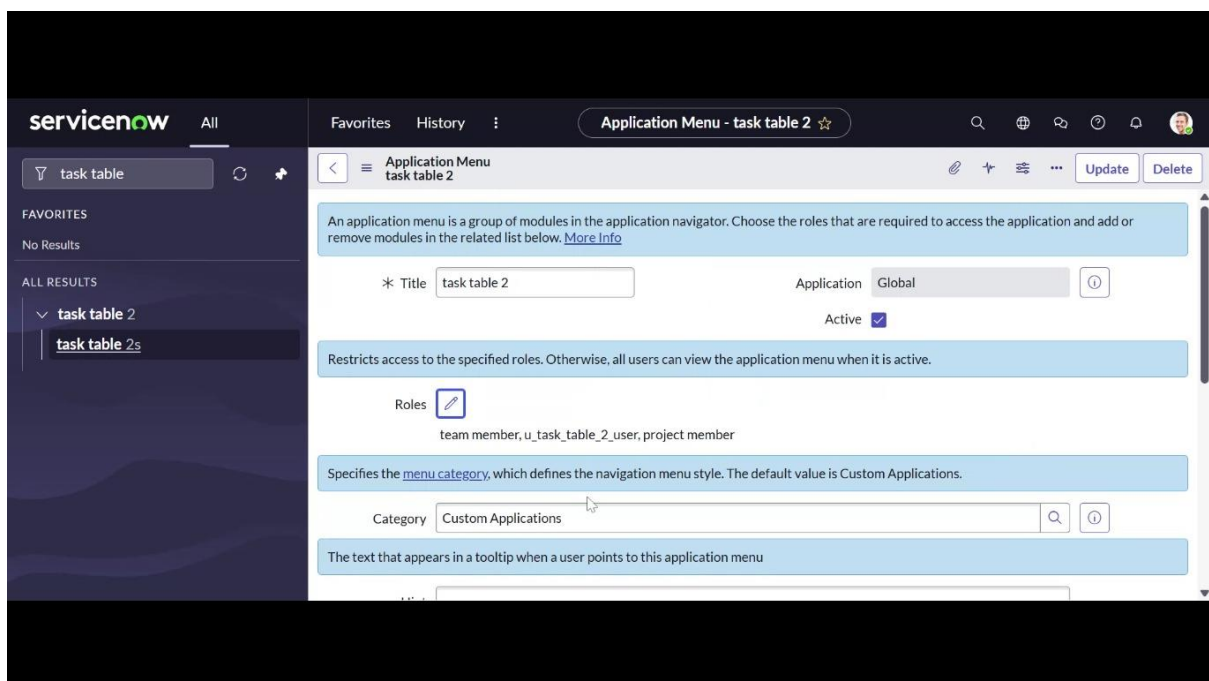 servicenow
All
Favorites
History
Application Menu - task table 2
task table
FAVORITES
No Results
ALL RESULTS
task table 2
task table 2s
Application Menu
task table 2
Update
Delete
An application menu is a group of modules in the application navigator. Choose the roles that are required to access the application and add or
remove modules in the related list below. More Info
Title
task table 2
Application
Global
Active
Restricts access to the specified roles. Otherwise, all users can view the application menu when it is active.
Roles
team member, u_task_table_2_user, project member
Specifies the menu category, which defines the navigation menu style. The default value is Custom Applications.
Category
Custom Applications
The text that appears in a tooltip when a user points to this application menu